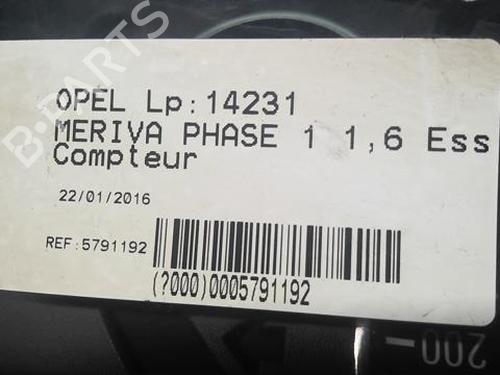 B-PARTS
OPEL Lp:14231
MERIVA PHASE 1 1,6 Ess
Compteur
22/01/2016
REF:5791192
(?000)0005791192
200-